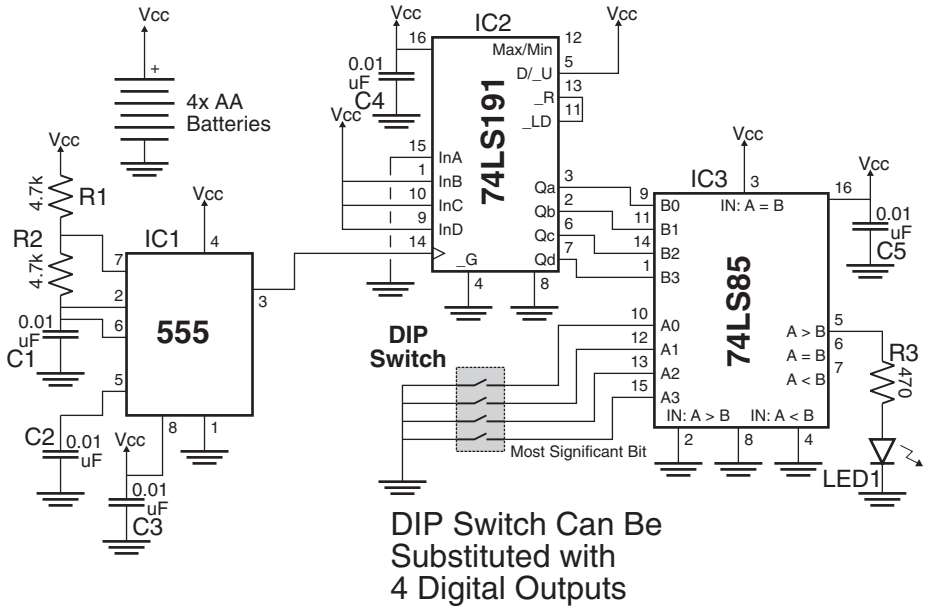 Vcc
+
4x AA
Batteries
Vcc
4.7k
R1
R2
4.7k
0.01
uF
C1
C2
0.01
uF
Vcc
0.01
uF
C3
IC1
Vcc
4
7
2
6
5
3
8
1
555
Vcc
16
0.01
uF
C4
Vcc
IC2
74LS191
Max/Min
12
D/_U
5
Vcc
_R
13
_LD
11
15
InA
1
InB
10
InC
9
InD
14
_G
4
8
Qa
3
Qb
2
Qc
6
Qd
7
IC3
Vcc
3
IN: A = B
74LS85
9
B0
11
B1
14
B2
1
B3
10
A0
12
A1
13
A2
15
A3
16
Vcc
0.01
uF
C5
A > B
5
A = B
6
A < B
7
IN: A > B
IN: A < B
2
8
4
R3
470
LED1
DIP
Switch
Most Significant Bit
DIP Switch Can Be
Substituted with
4 Digital Outputs